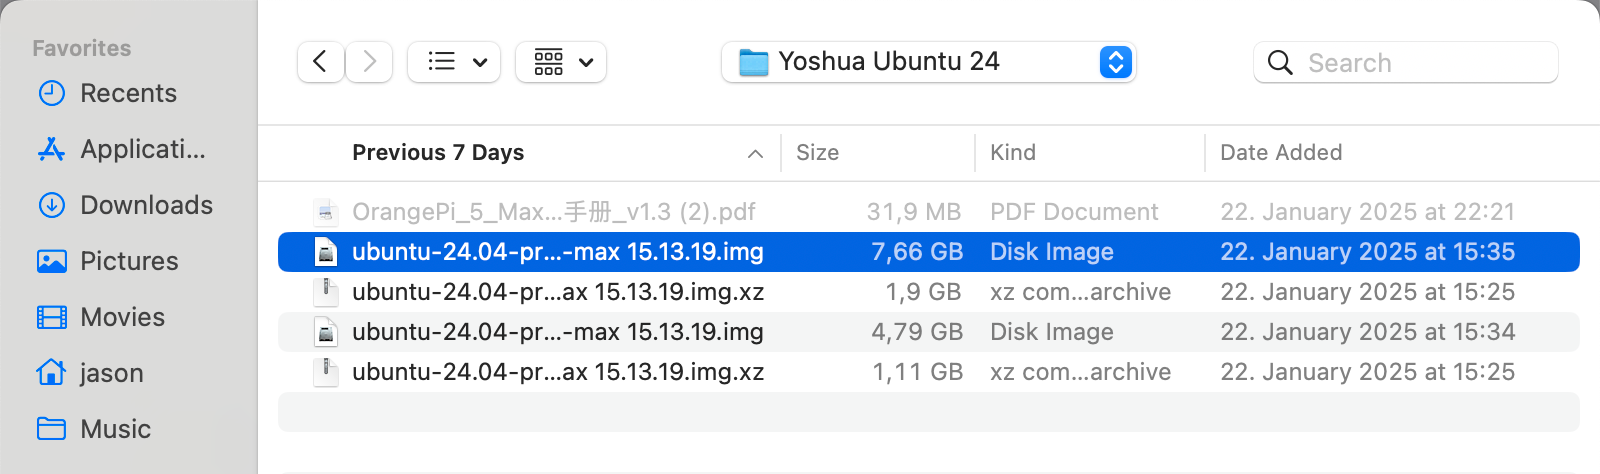 Favorites
Recents
Applicati...
Downloads
Pictures
Movies
jason
Music
Yoshua Ubuntu 24
Search
Previous 7 Days Size Kind Date Added
OrangePi_5_Max...手册_v1.3 (2).pdf 31,9 MB PDF Document 22. January 2025 at 22:21
ubuntu-24.04-pr...-max 15.13.19.img 7,66 GB Disk Image 22. January 2025 at 15:35
ubuntu-24.04-pr...ax 15.13.19.img.xz 1,9 GB xz com...archive 22. January 2025 at 15:25
ubuntu-24.04-pr...-max 15.13.19.img 4,79 GB Disk Image 22. January 2025 at 15:34
ubuntu-24.04-pr...ax 15.13.19.img.xz 1,11 GB xz com...archive 22. January 2025 at 15:25